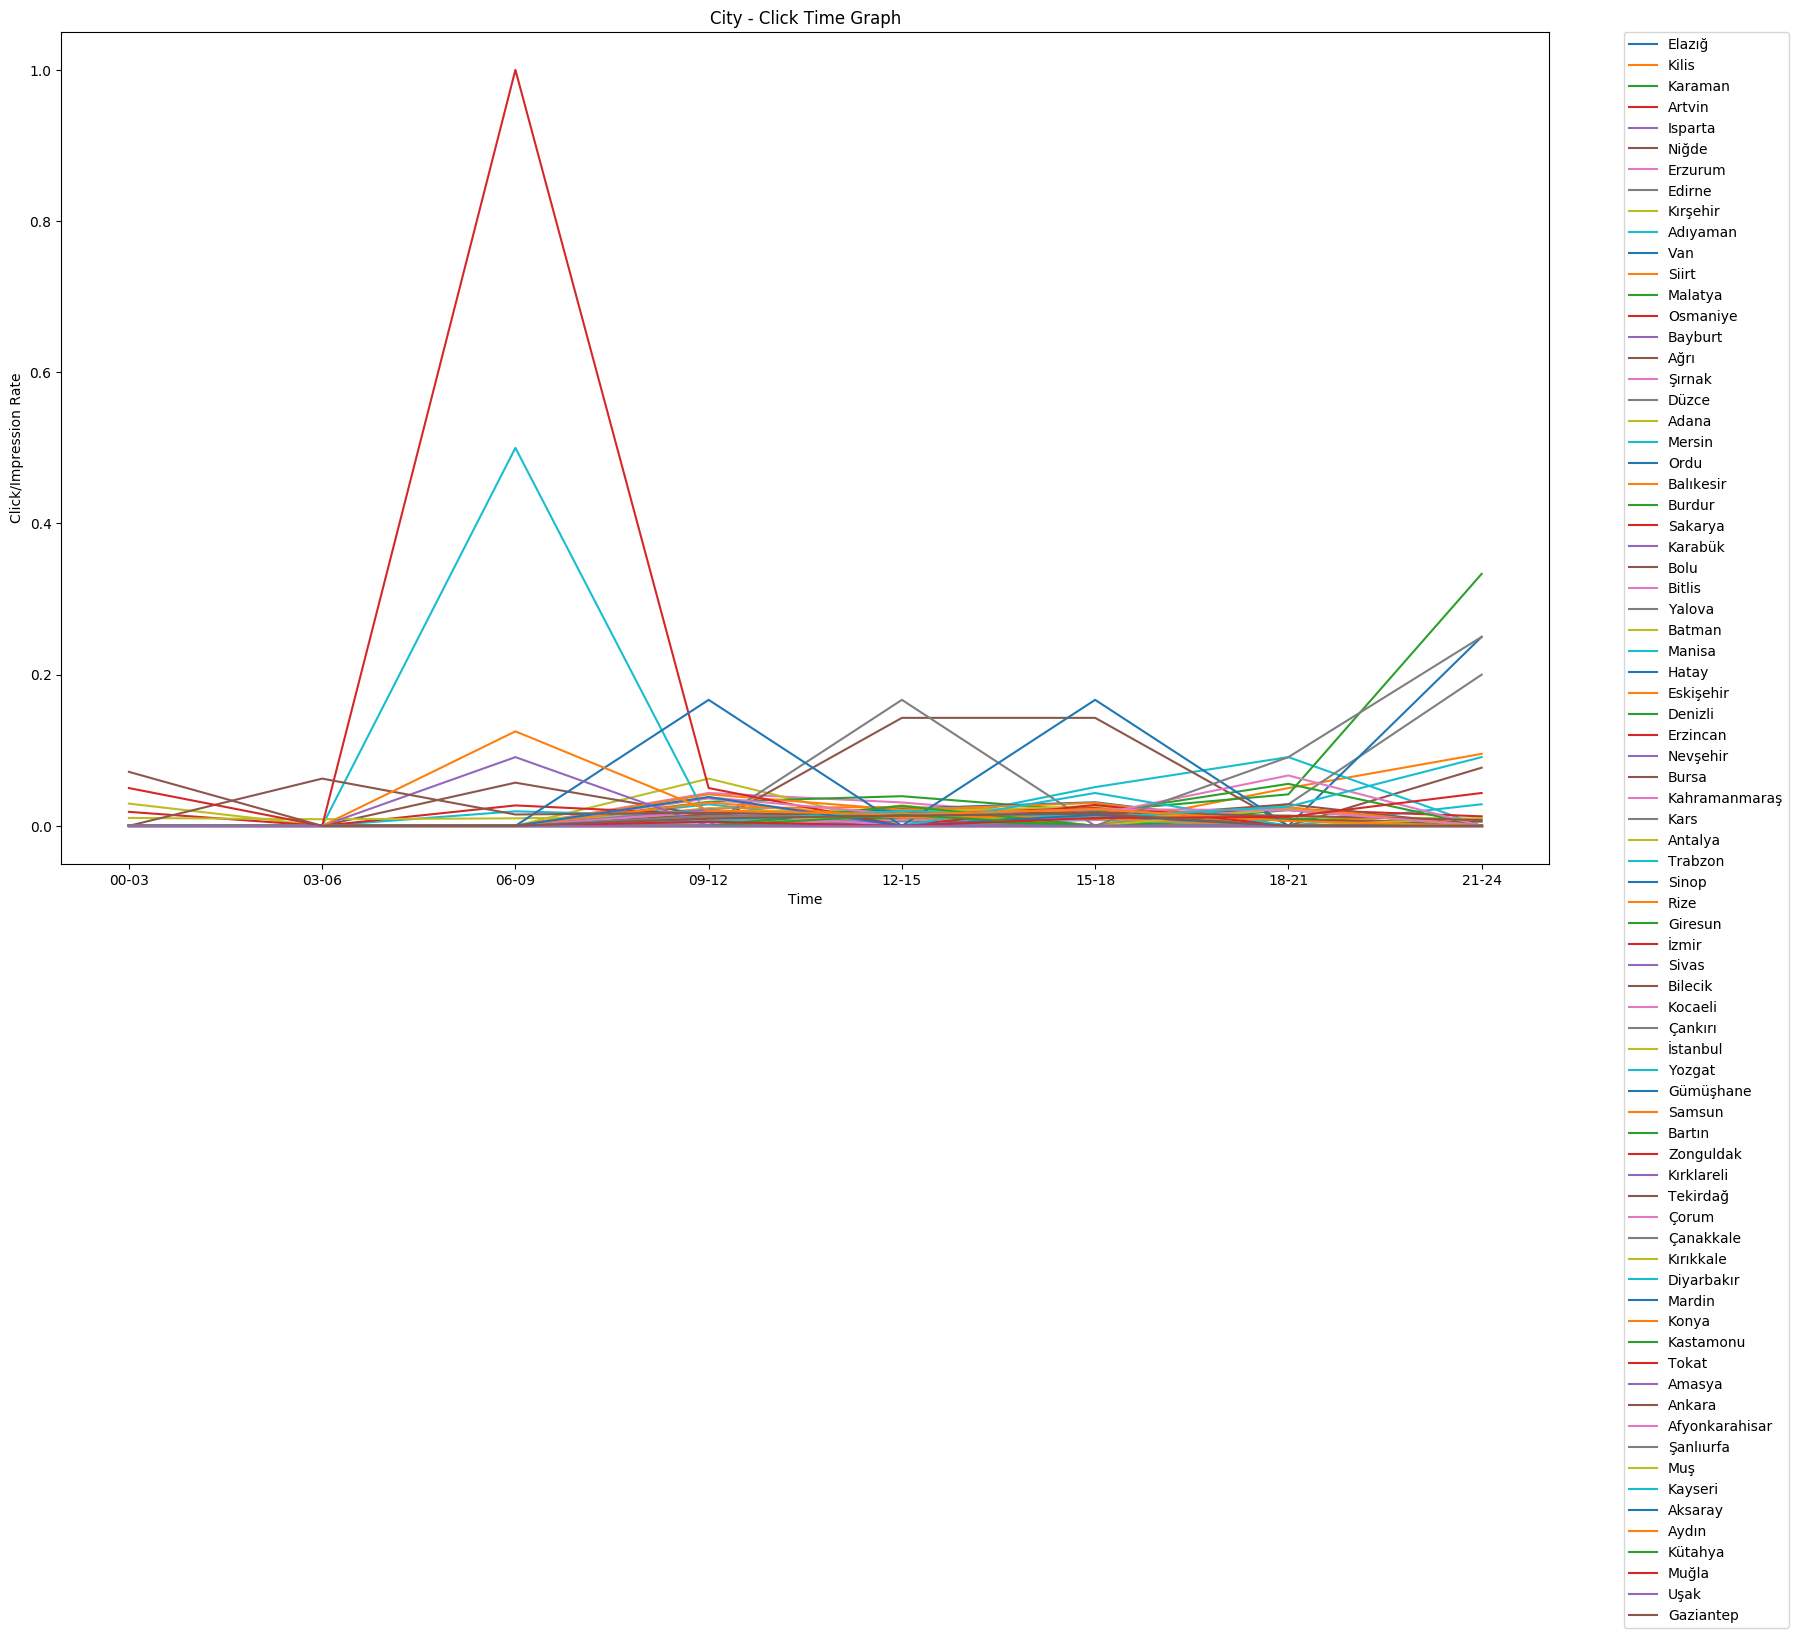 City - Click Time Graph
Click/Impression Rate
1.0
0.8
0.6
0.4
0.2
0.0
00-03 03-06 06-09 09-12 12-15 15-18 18-21 21-24
Time
Elazığ
Kilis
Karaman
Artvin
Isparta
Niğde
Erzurum
Edirne
Kırşehir
Adıyaman
Van
Siirt
Malatya
Osmaniye
Bayburt
Ağrı
Şırnak
Düzce
Adana
Mersin
Ordu
Balıkesir
Burdur
Sakarya
Karabük
Bolu
Bitlis
Yalova
Batman
Manisa
Hatay
Eskişehir
Denizli
Erzincan
Nevşehir
Bursa
Kahramanmaraş
Kars
Antalya
Trabzon
Sinop
Rize
Giresun
İzmir
Sivas
Bilecik
Kocaeli
Çankırı
İstanbul
Yozgat
Gümüşhane
Samsun
Bartın
Zonguldak
Kırklareli
Tekirdağ
Çorum
Çanakkale
Kırıkkale
Diyarbakır
Mardin
Konya
Kastamonu
Tokat
Amasya
Ankara
Afyonkarahisar
Şanlıurfa
Muş
Kayseri
Aksaray
Aydın
Kütahya
Muğla
Uşak
Gaziantep